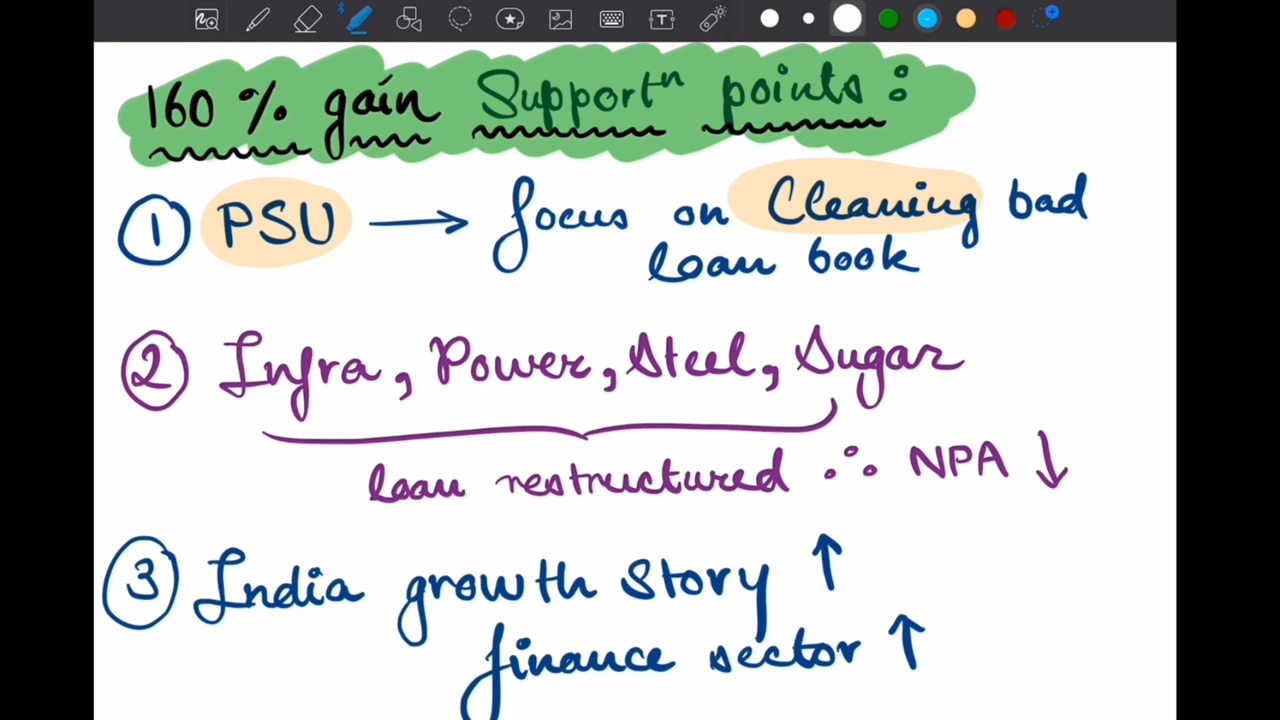 160 % gain Supportⁿ points :
① PSU → focus on Cleaning bad
loan book
② Infra, Power, Steel, Sugar
loan restructured ∴ NPA ↓
③ India growth story ↑
finance sector ↑